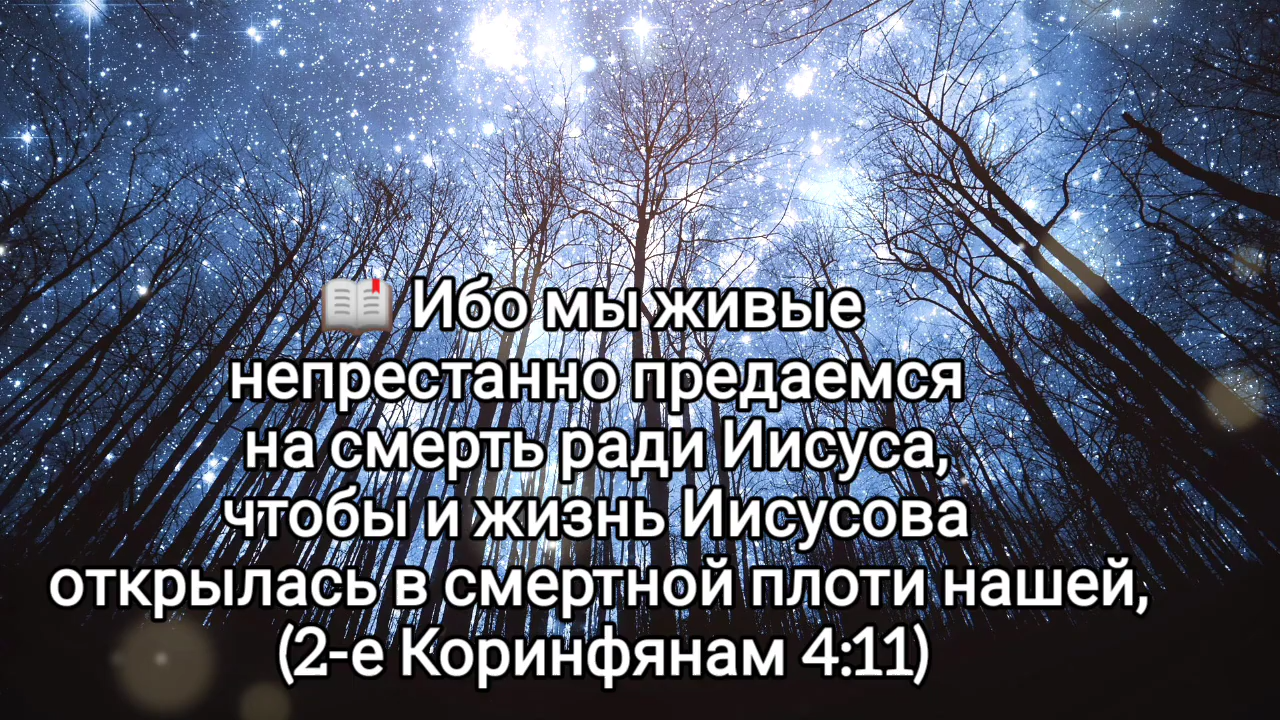 📖 Ибо мы живые
непрестанно предаемся
на смерть ради Иисуса,
чтобы и жизнь Иисусова
открылась в смертной плоти нашей,
(2-е Коринфянам 4:11)